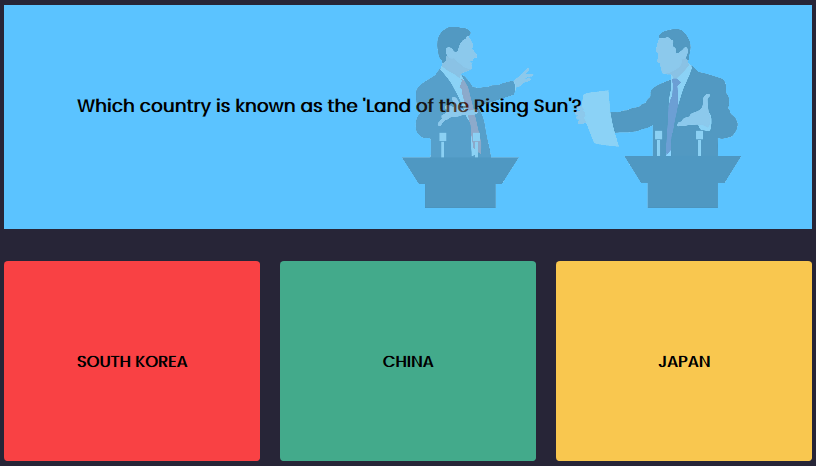 Which country is known as the 'Land of the Rising Sun'?
SOUTH KOREA
CHINA
JAPAN